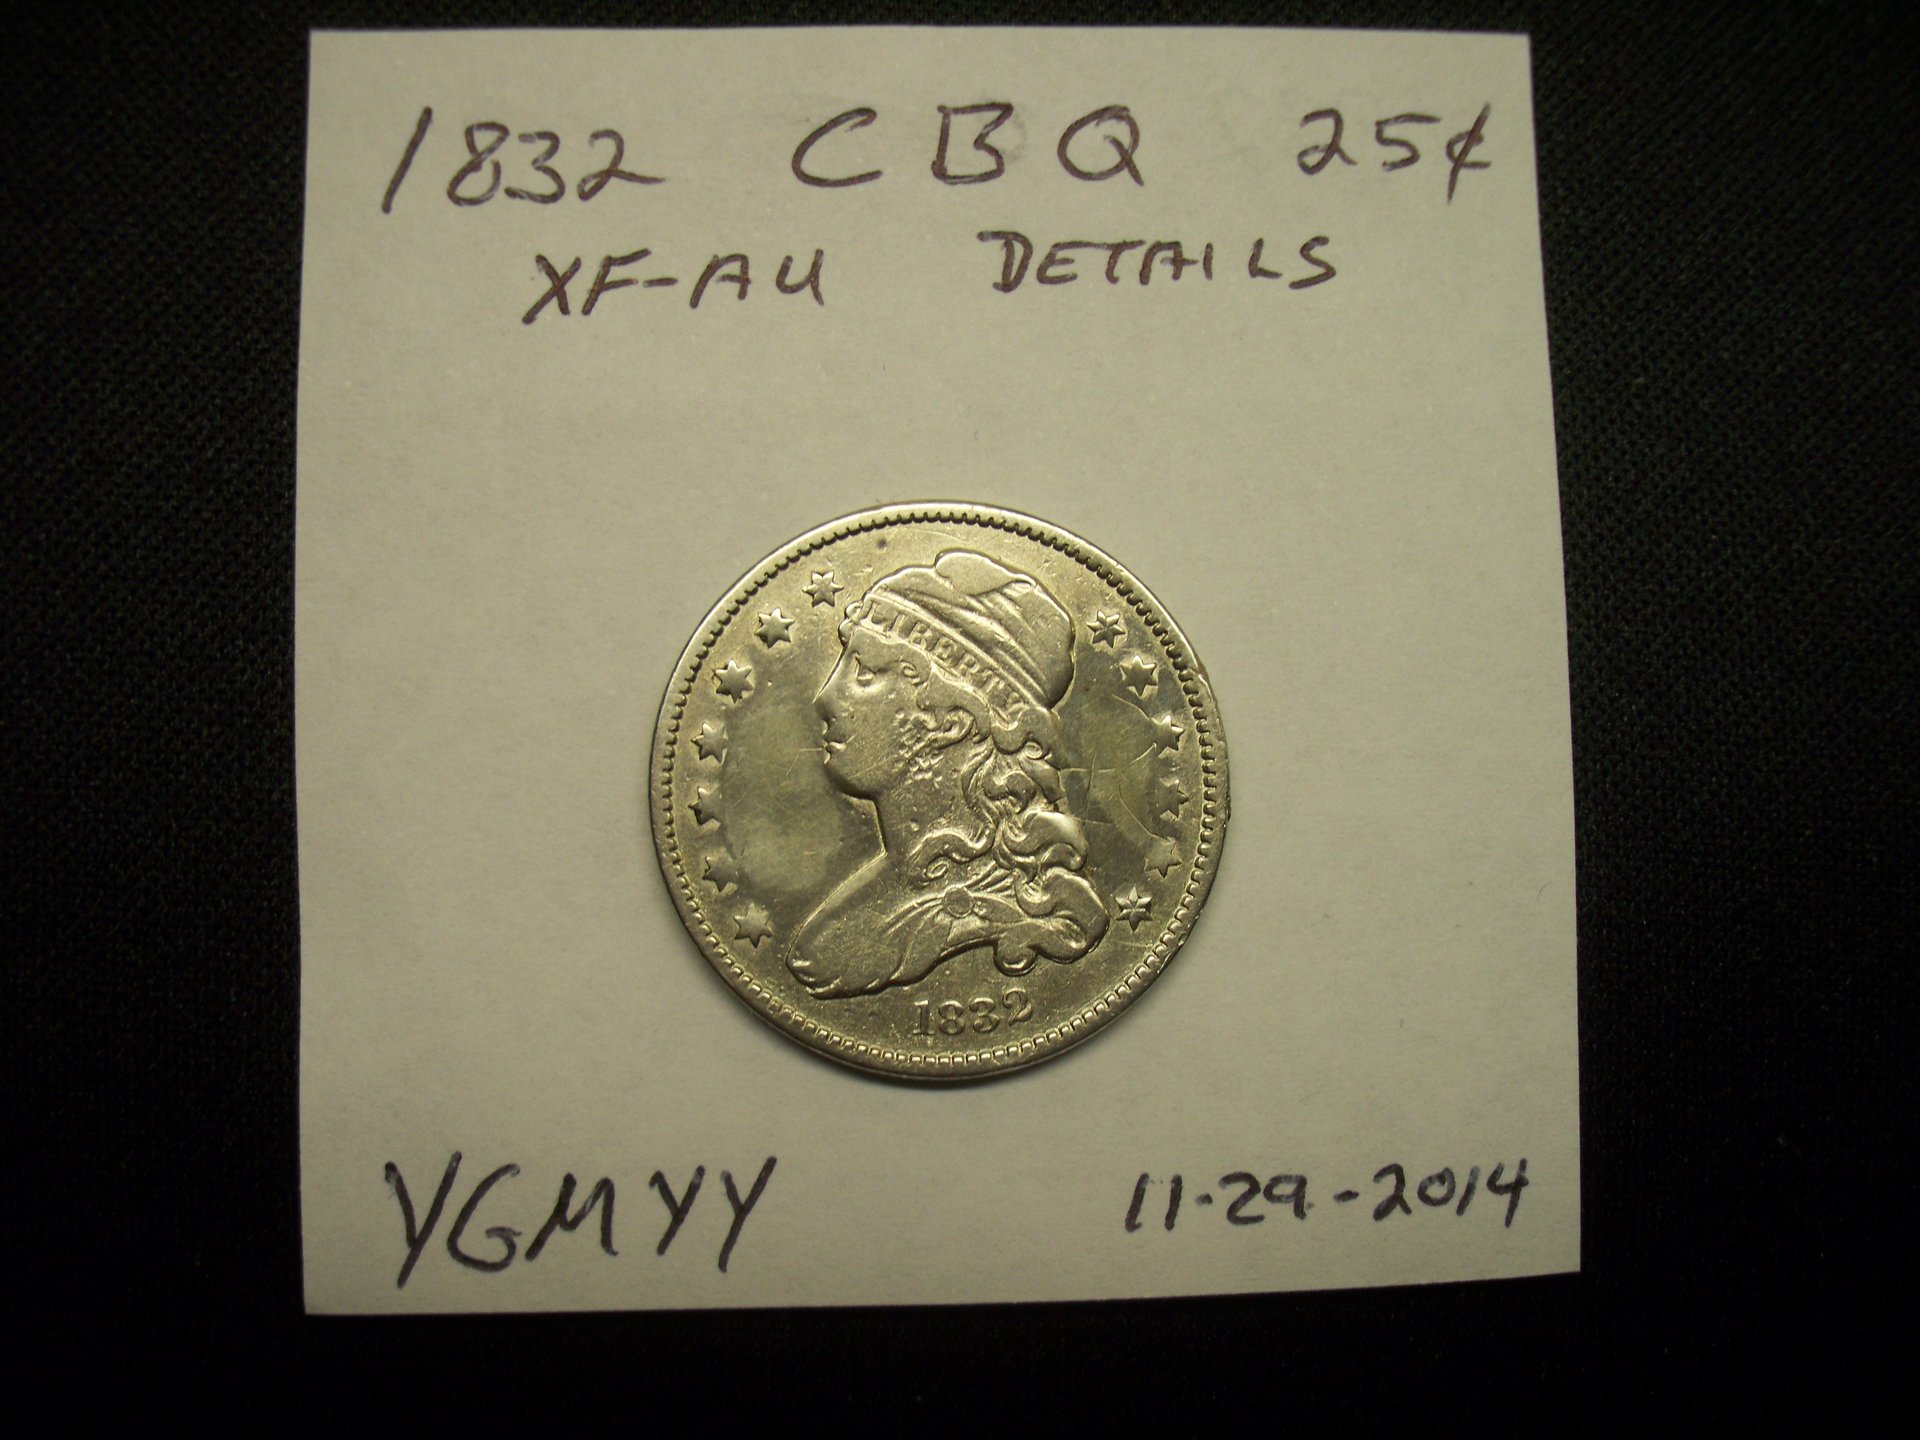 1832 CBQ 25¢
XF-AU DETAILS
LIBERTY
1832
YGMYY 11-29-2014